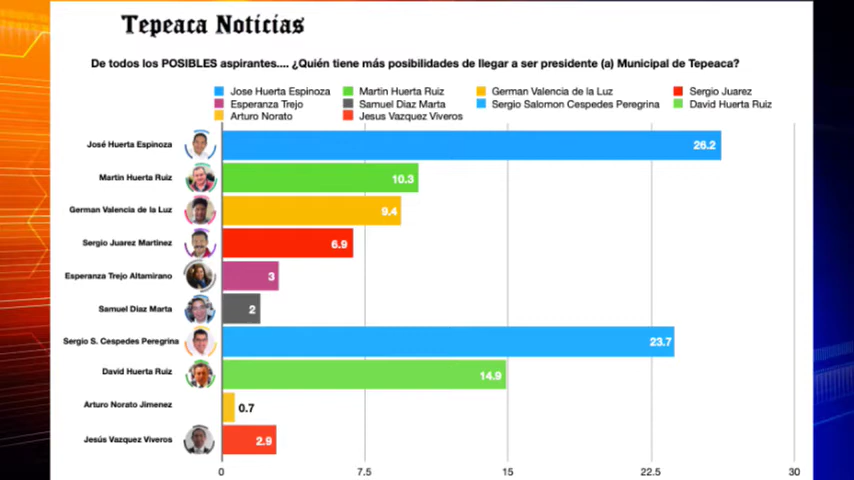 Tepeaca Noticias
De todos los POSIBLES aspirantes.... ¿Quién tiene más posibilidades de llegar a ser presidente (a) Municipal de Tepeaca?
Jose Huerta Espinoza Martin Huerta Ruiz German Valencia de la Luz Sergio Juarez
Esperanza Trejo Samuel Diaz Marta Sergio Salomon Cespedes Peregrina David Huerta Ruiz
Arturo Norato Jesus Vazquez Viveros
José Huerta Espinoza 26.2
Martin Huerta Ruiz 10.3
German Valencia de la Luz 9.4
Sergio Juarez Martinez 6.9
Esperanza Trejo Altamirano 3
Samuel Diaz Marta 2
Sergio S. Cespedes Peregrina 23.7
David Huerta Ruiz 14.9
Arturo Norato Jimenez 0.7
Jesús Vazquez Viveros 2.9
0 7.5 15 22.5 30